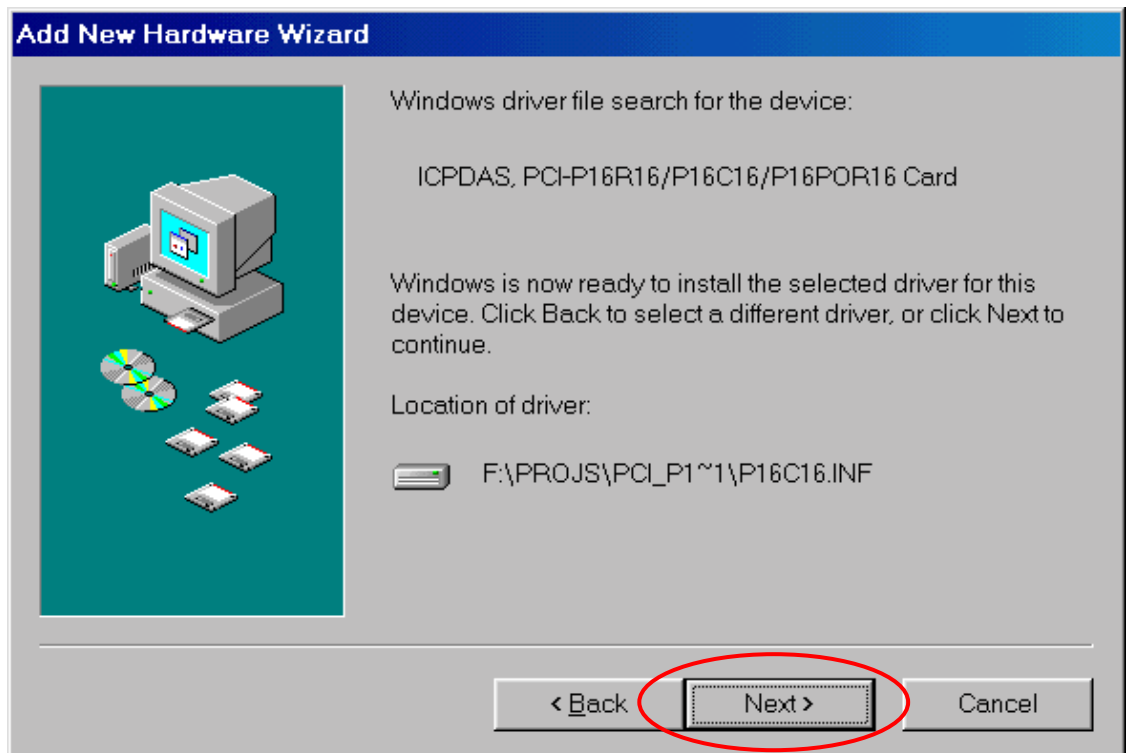 Add New Hardware Wizard
Windows driver file search for the device:
ICPDAS, PCI-P16R16/P16C16/P16POR16 Card
Windows is now ready to install the selected driver for this
device. Click Back to select a different driver, or click Next to
continue.
Location of driver:
F:\PROJS\PCI_P1~1\P16C16.INF
< Back
Next >
Cancel